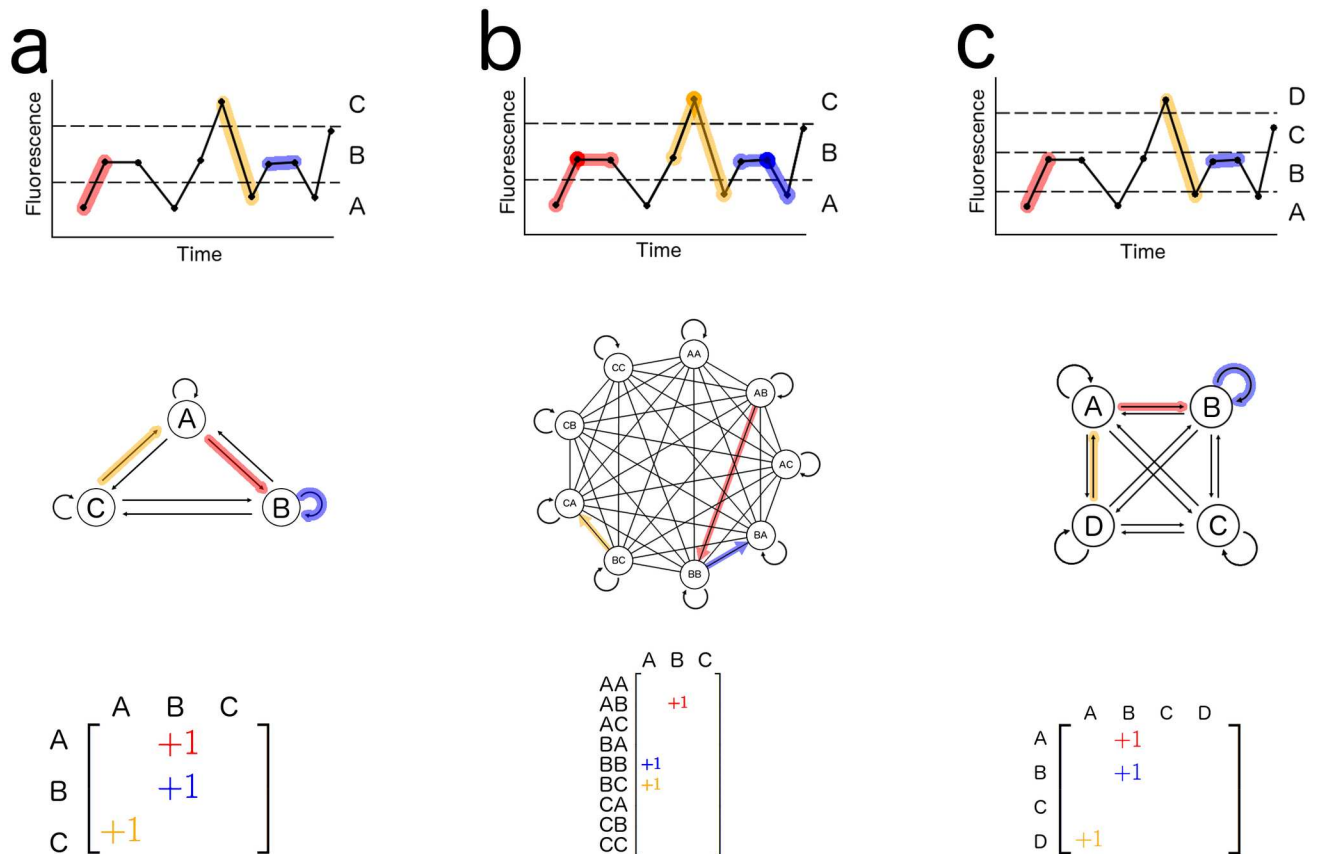 a
Fluorescence
C
B
A
Time
A
C
B
A B C
A +1
B +1
C +1
b
Fluorescence
C
B
A
Time
AA
CC
AB
CB
AC
CA
BA
BC
BB
A B C
AA
AB +1
AC
BA
BB +1
BC +1
CA
CB
CC
c
Fluorescence
D
C
B
A
Time
A B
D C
A B C D
A +1
B +1
C
D +1